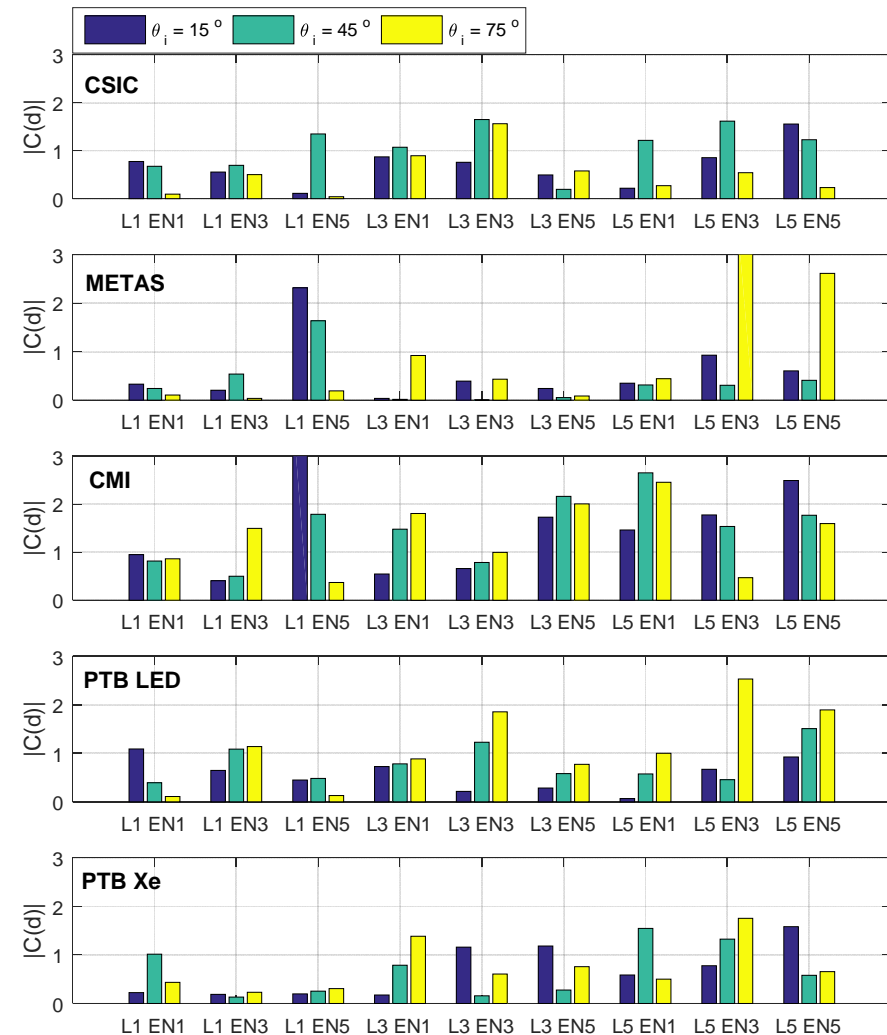 θ i = 15 o θ i = 45 o θ i = 75 o
3
CSIC
2
1
0
|C(d)|
L1 EN1 L1 EN3 L1 EN5 L3 EN1 L3 EN3 L3 EN5 L5 EN1 L5 EN3 L5 EN5
3
METAS
2
1
0
|C(d)|
L1 EN1 L1 EN3 L1 EN5 L3 EN1 L3 EN3 L3 EN5 L5 EN1 L5 EN3 L5 EN5
3
CMI
2
1
0
|C(d)|
L1 EN1 L1 EN3 L1 EN5 L3 EN1 L3 EN3 L3 EN5 L5 EN1 L5 EN3 L5 EN5
3
PTB LED
2
1
0
|C(d)|
L1 EN1 L1 EN3 L1 EN5 L3 EN1 L3 EN3 L3 EN5 L5 EN1 L5 EN3 L5 EN5
3
PTB Xe
2
1
0
|C(d)|
L1 EN1 L1 EN3 L1 EN5 L3 EN1 L3 EN3 L3 EN5 L5 EN1 L5 EN3 L5 EN5